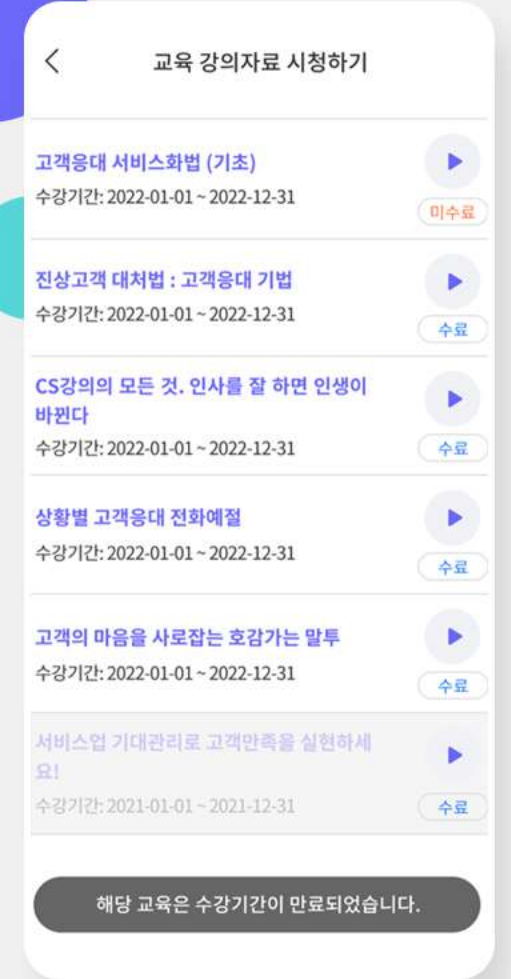 교육 강의자료 시청하기
고객응대 서비스화법 (기초)
수강기간: 2022-01-01 ~ 2022-12-31
미수료
진상고객 대처법 : 고객응대 기법
수강기간: 2022-01-01 ~ 2022-12-31
수료
CS강의의 모든 것. 인사를 잘 하면 인생이
바뀐다
수강기간: 2022-01-01 ~ 2022-12-31
수료
상황별 고객응대 전화예절
수강기간: 2022-01-01 ~ 2022-12-31
수료
고객의 마음을 사로잡는 호감가는 말투
수강기간: 2022-01-01 ~ 2022-12-31
수료
서비스업 기대관리로 고객만족을 실현하세
요!
수강기간: 2021-01-01 ~ 2021-12-31
수료
해당 교육은 수강기간이 만료되었습니다.